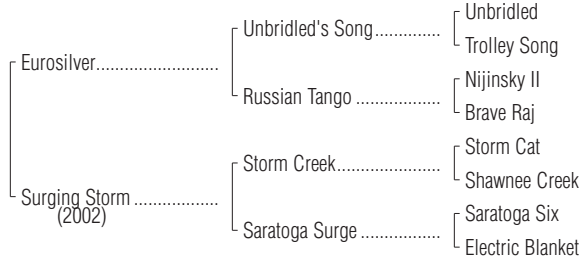 Unbridled
Unbridled's Song..............
Trolley Song
Eurosilver..........................
Nijinsky II
Russian Tango ..................
Brave Raj
Storm Cat
Storm Creek......................
Shawnee Creek
Surging Storm ..................
(2002)
Saratoga Six
Saratoga Surge .................
Electric Blanket